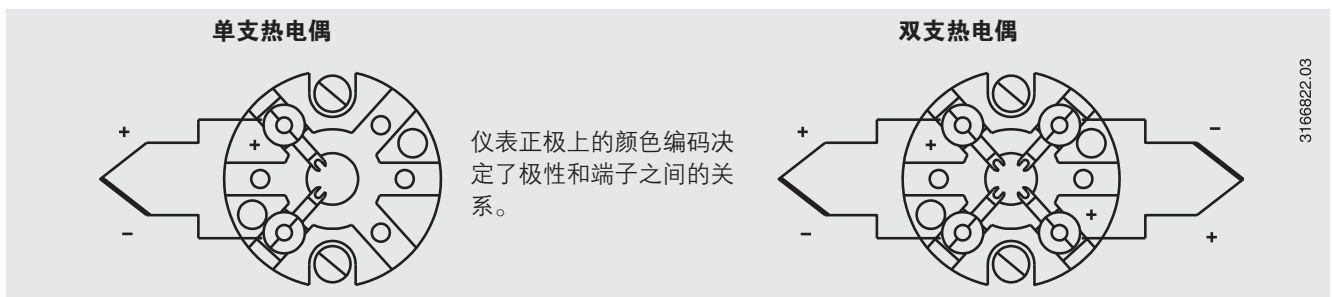 单支热电偶
双支热电偶
+
+
-
仪表正极上的颜色编码决
定了极性和端子之间的关
系。
+
+
-
-
+
+
3166822.03